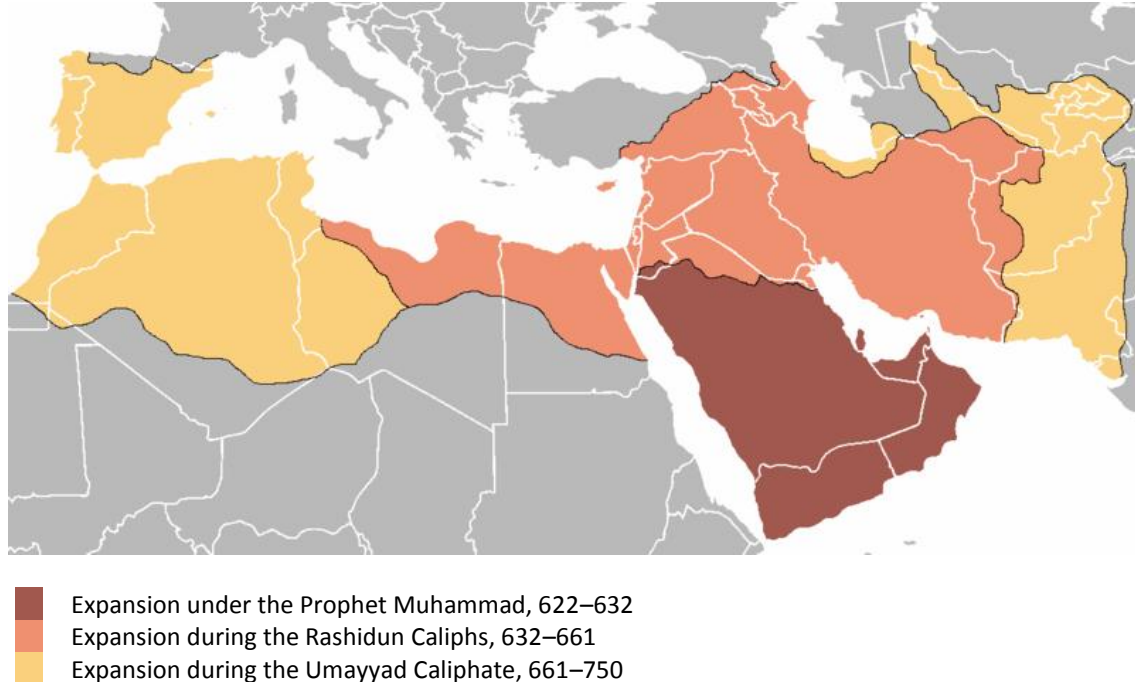 Expansion under the Prophet Muhammad, 622–632
Expansion during the Rashidun Caliphs, 632–661
Expansion during the Umayyad Caliphate, 661–750